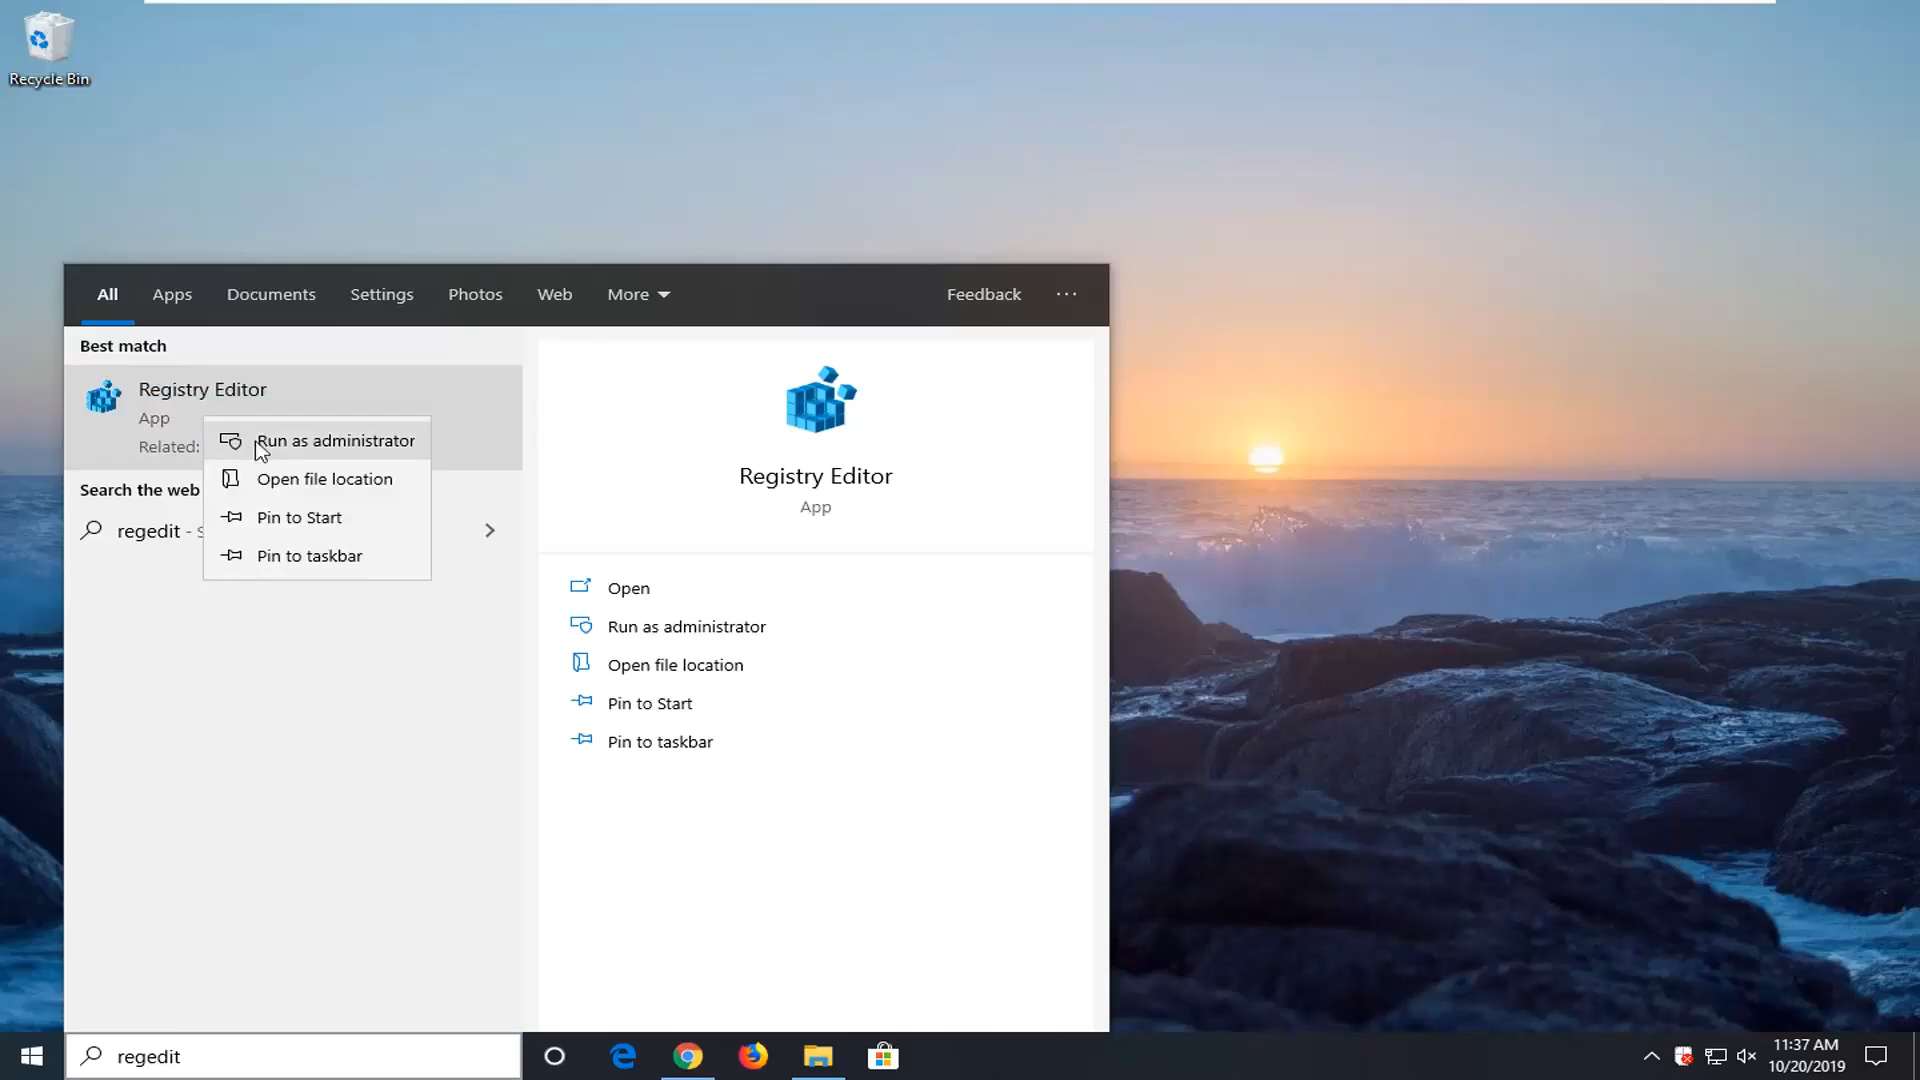 Recycle Bin
All Apps Documents Settings Photos Web More Feedback
Best match
Registry Editor
App
Related:
Run as administrator
Open file location
Pin to Start
Pin to taskbar
Search the web
regedit - S
Registry Editor
App
Open
Run as administrator
Open file location
Pin to Start
Pin to taskbar
regedit
11:37 AM
10/20/2019